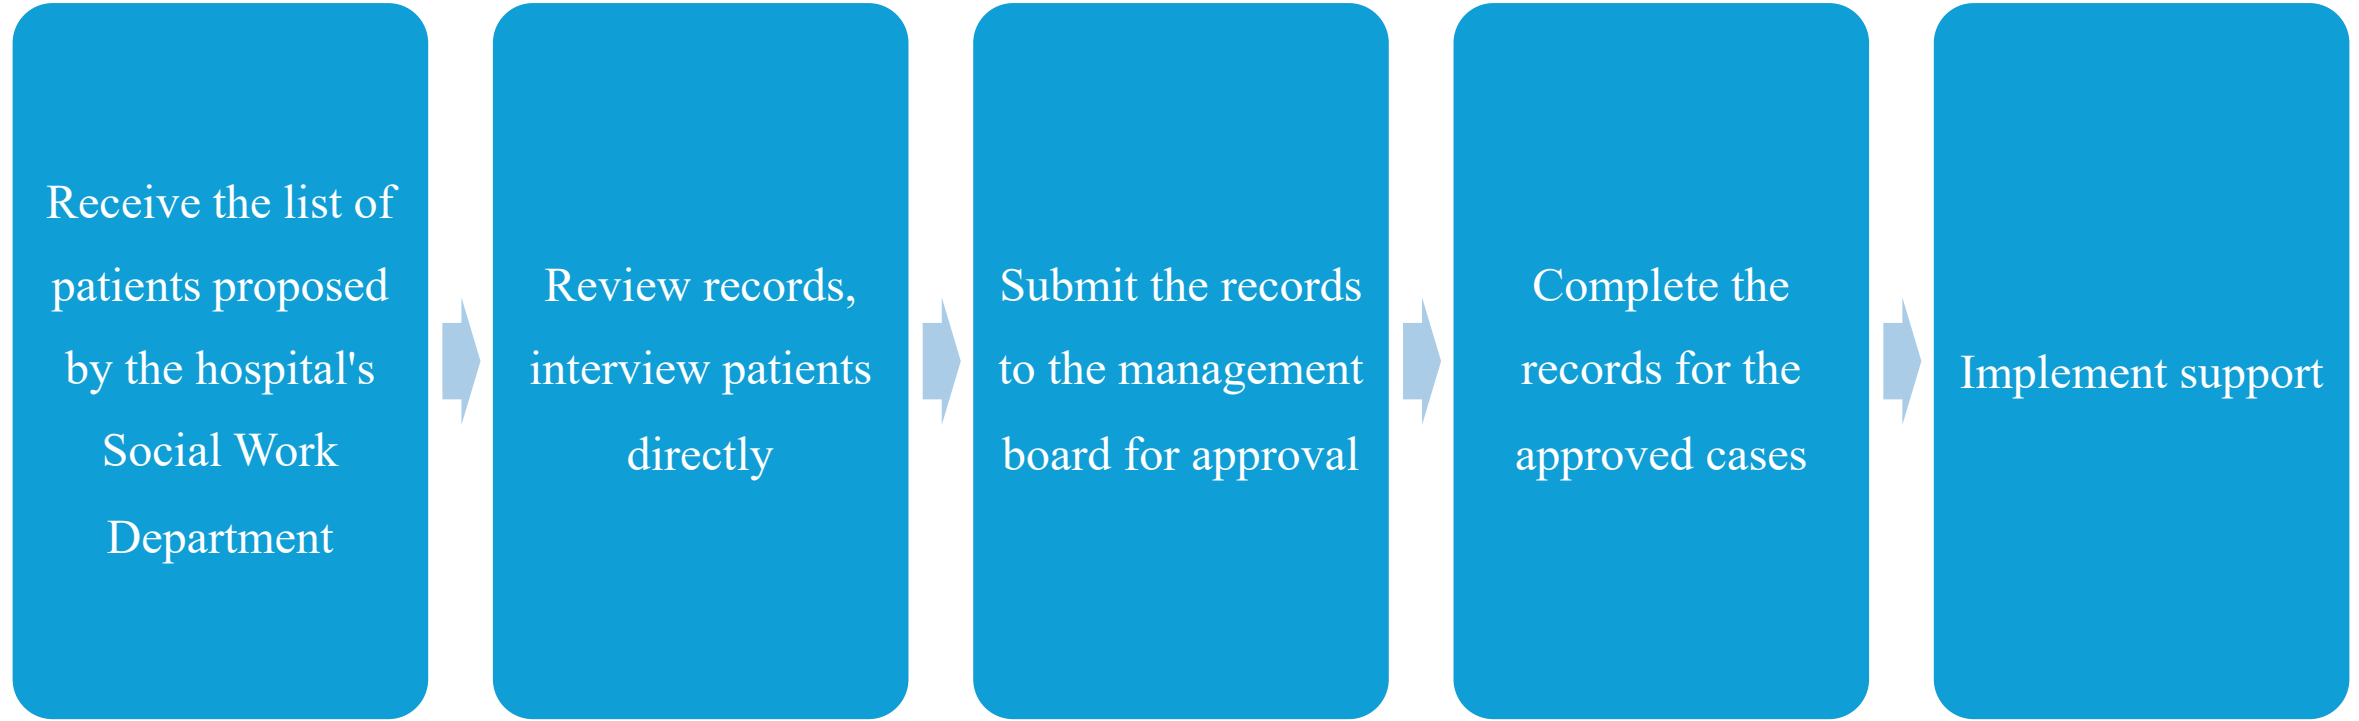 Receive the list of
patients proposed
by the hospital's
Social Work
Department
Review records,
interview patients
directly
Submit the records
to the management
board for approval
Complete the
records for the
approved cases
Implement support